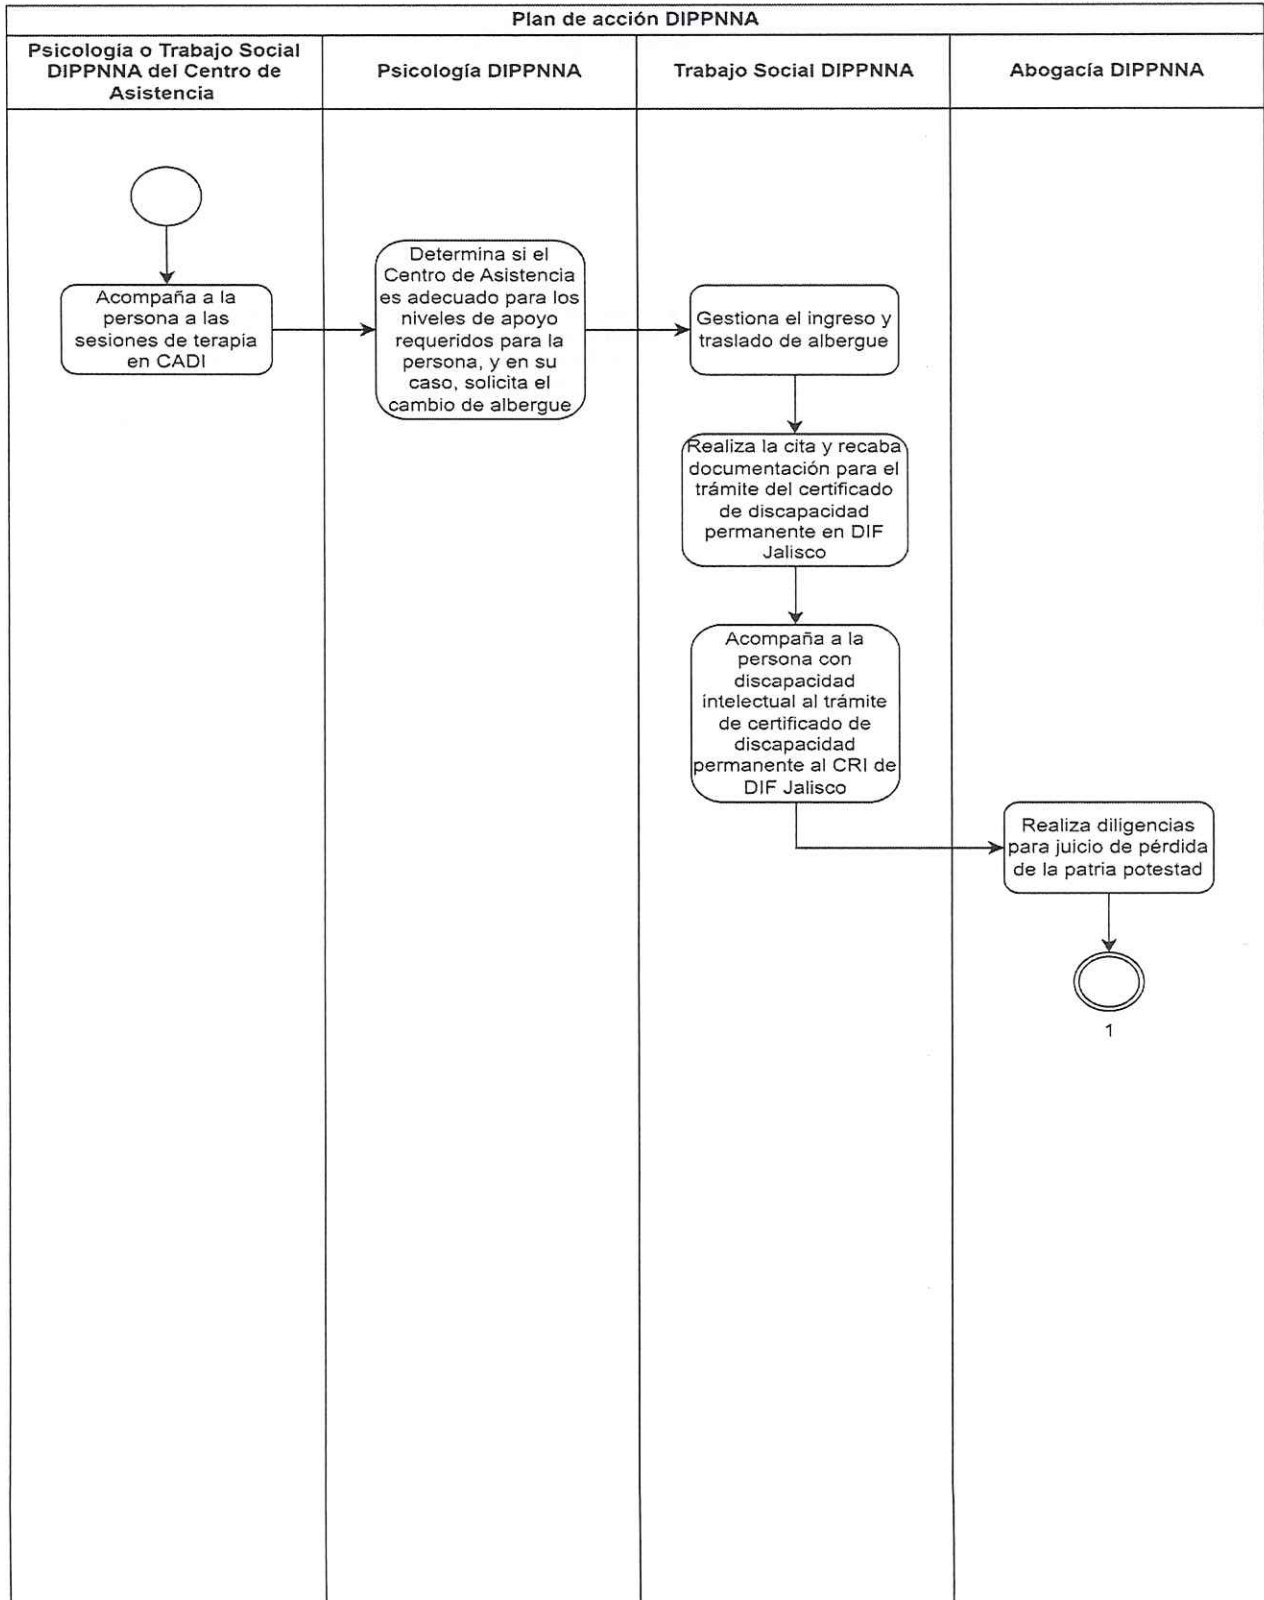 Plan de acción DIPPNNA
Psicología o Trabajo Social
DIPPNNA del Centro de
Asistencia
Psicología DIPPNNA
Trabajo Social DIPPNNA
Abogacía DIPPNNA
Acompaña a la
persona a las
sesiones de terapia
en CADI
Determina si el
Centro de Asistencia
es adecuado para los
niveles de apoyo
requeridos para la
persona, y en su
caso, solicita el
cambio de albergue
Gestiona el ingreso y
traslado de albergue
Realiza la cita y recaba
documentación para el
trámite del certificado
de discapacidad
permanente en DIF
Jalisco
Acompaña a la
persona con
discapacidad
intelectual al trámite
de certificado de
discapacidad
permanente al CRI de
DIF Jalisco
Realiza diligencias
para juicio de pérdida
de la patria potestad
1